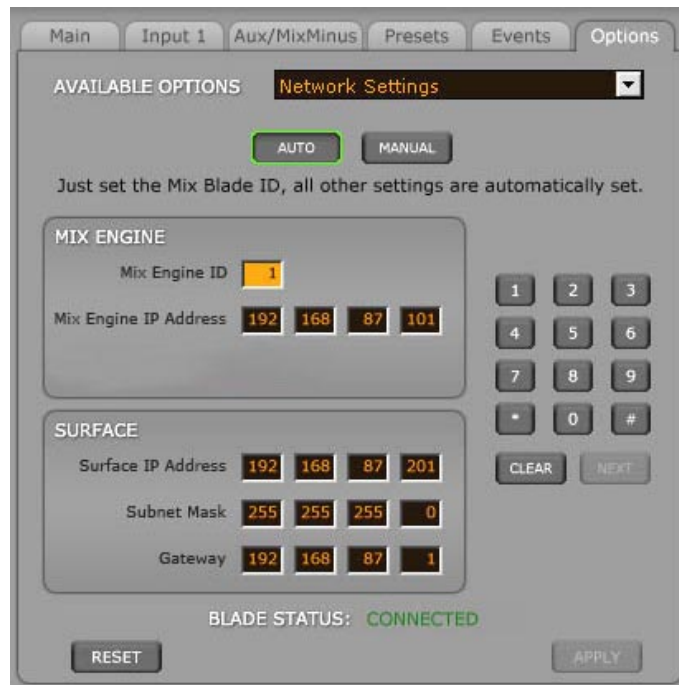 Main Input 1 Aux/MixMinus Presets Events Options
AVAILABLE OPTIONS Network Settings
AUTO MANUAL
Just set the Mix Blade ID, all other settings are automatically set.
MIX ENGINE
Mix Engine ID 1
Mix Engine IP Address 192 168 87 101
1 2 3
4 5 6
7 8 9
* 0 #
CLEAR NEXT
SURFACE
Surface IP Address 192 168 87 201
Subnet Mask 255 255 255 0
Gateway 192 168 87 1
BLADE STATUS: CONNECTED
RESET APPLY